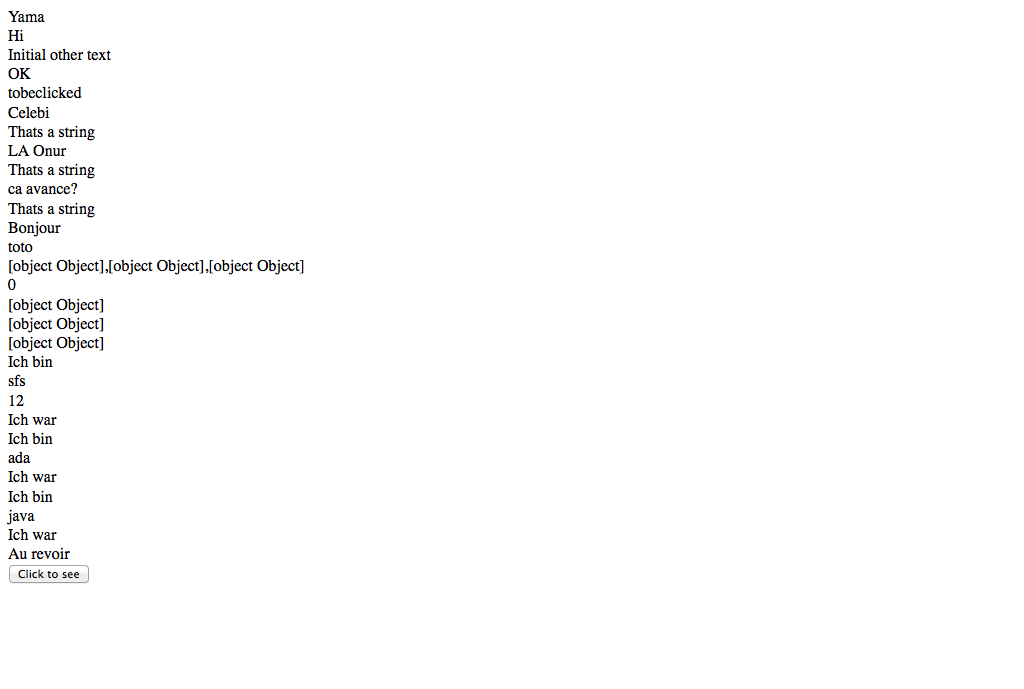 Yama
Hi
Initial other text
OK
tobeclicked
Celebi
Thats a string
LA Onur
Thats a string
ca avance?
Thats a string
Bonjour
toto
[object Object],[object Object],[object Object]
0
[object Object]
[object Object]
[object Object]
Ich bin
sfs
12
Ich war
Ich bin
ada
Ich war
Ich bin
java
Ich war
Au revoir
Click to see